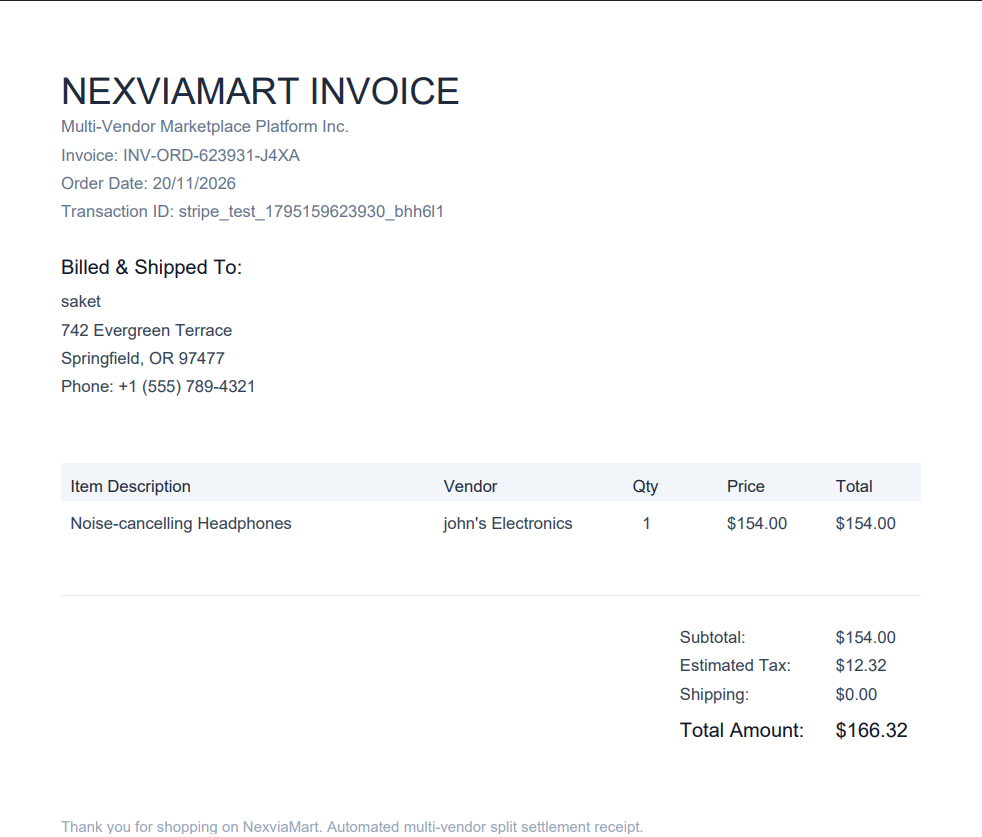 NEXVIAMART INVOICE
Multi-Vendor Marketplace Platform Inc.
Invoice: INV-ORD-623931-J4XA
Order Date: 20/11/2026
Transaction ID: stripe_test_1795159623930_bhh6l1
Billed & Shipped To:
saket
742 Evergreen Terrace
Springfield, OR 97477
Phone: +1 (555) 789-4321
Item Description Vendor Qty Price Total
Noise-cancelling Headphones john's Electronics 1 $154.00 $154.00
Subtotal: $154.00
Estimated Tax: $12.32
Shipping: $0.00
Total Amount: $166.32
Thank you for shopping on NexviaMart. Automated multi-vendor split settlement receipt.